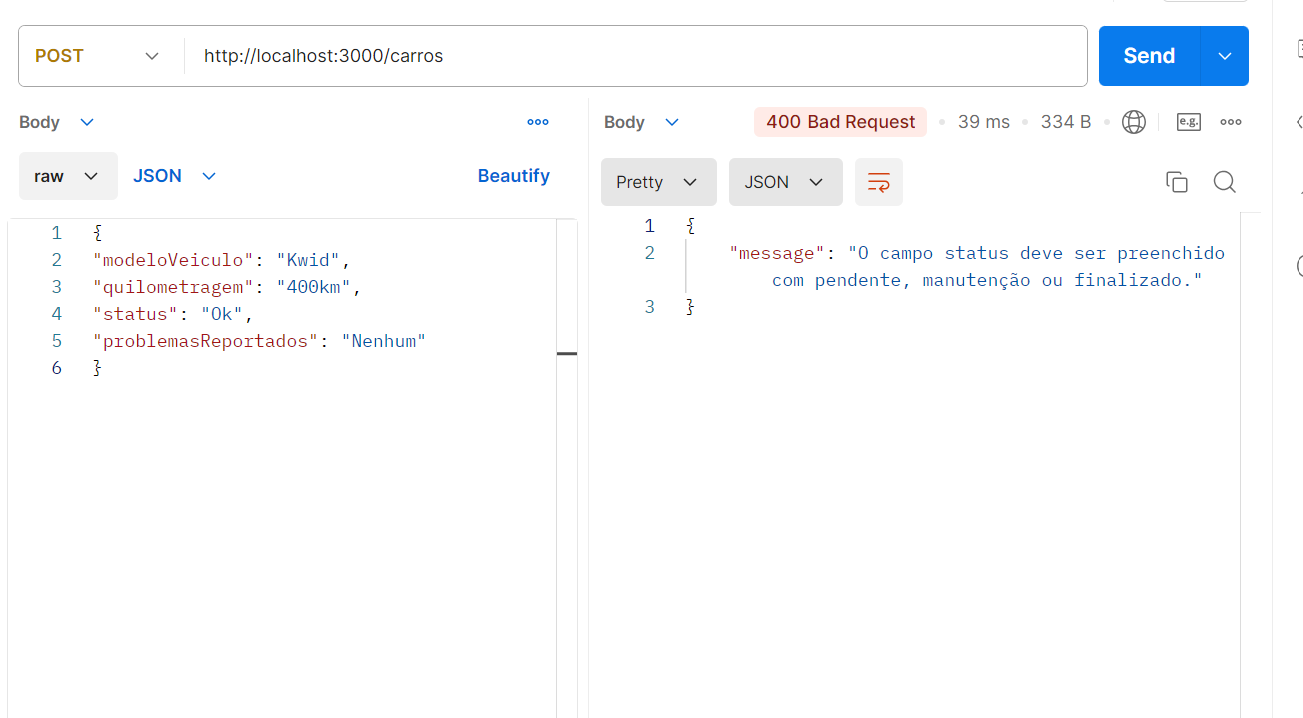 POST
http://localhost:3000/carros
Send
Body
raw
JSON
Beautify
1 {
2 "modeloVeiculo": "Kwid",
3 "quilometragem": "400km",
4 "status": "Ok",
5 "problemasReportados": "Nenhum"
6 }
Body
400 Bad Request
39 ms
334 B
e.g.
Pretty
JSON
1 {
2 "message": "O campo status deve ser preenchido
com pendente, manutenção ou finalizado."
3 }